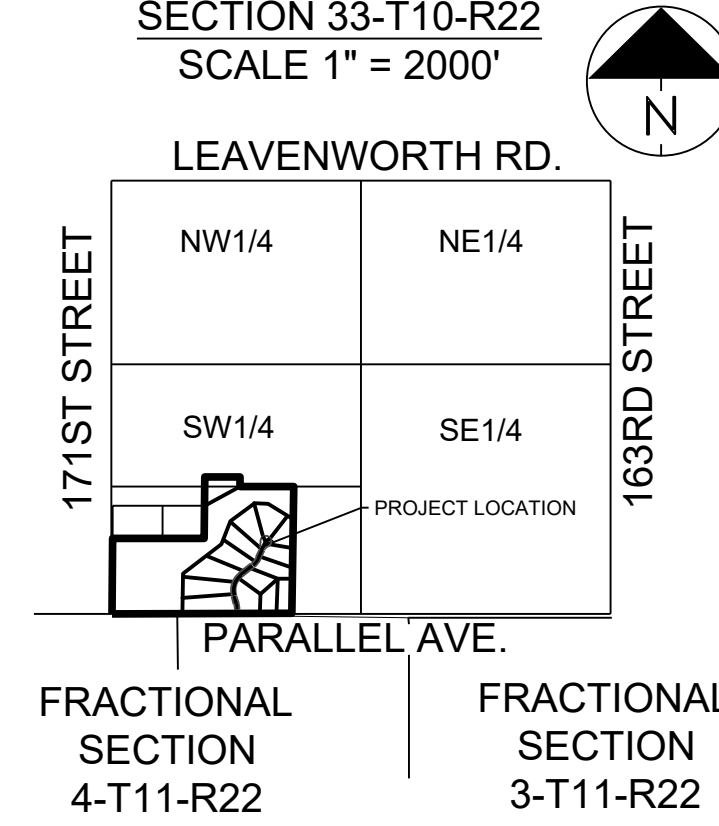 SECTION 33-T10-R22
SCALE 1" = 2000'
N
LEAVENWORTH RD.
171ST STREET
NW1/4
NE1/4
163RD STREET
SW1/4
SE1/4
PROJECT LOCATION
PARALLEL AVE.
FRACTIONAL
SECTION
4-T11-R22
FRACTIONAL
SECTION
3-T11-R22